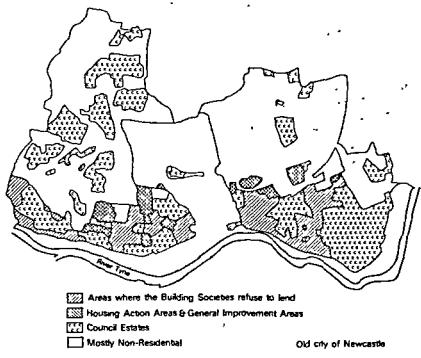 River Tyne
Areas where the Building Societies refuse to lend
Housing Action Areas & General Improvement Areas
Council Estates
Mostly Non-Residential
Old city of Newcastle